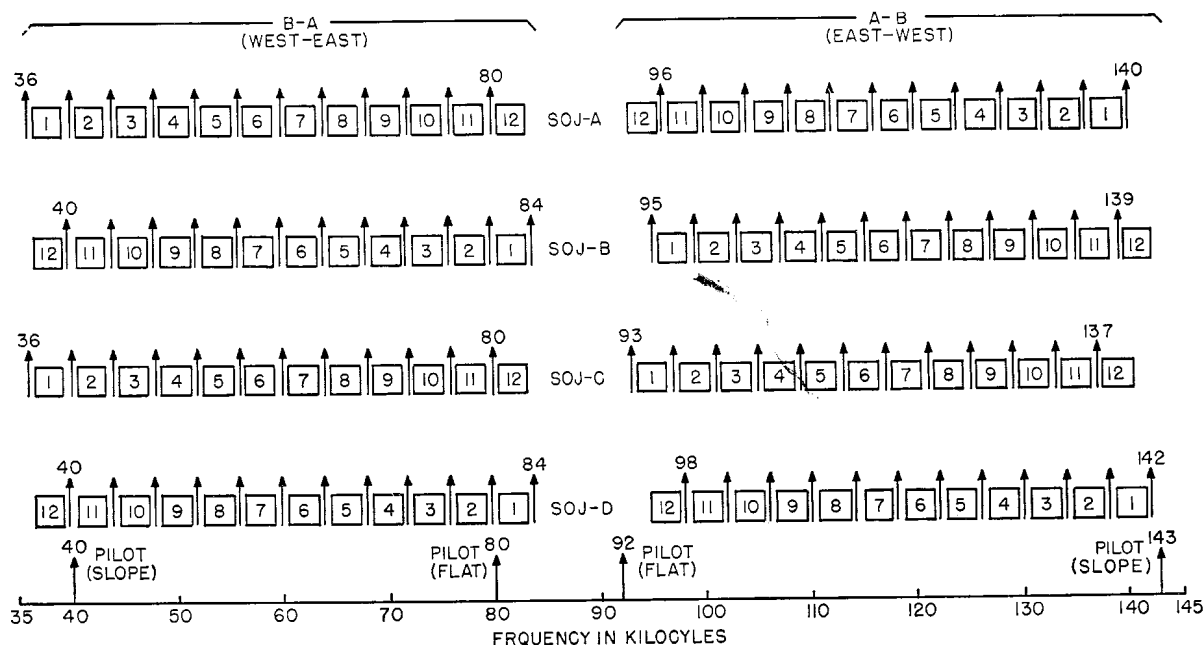 B-A
(WEST-EAST)
A-B
(EAST-WEST)
36 80 96 140
1 2 3 4 5 6 7 8 9 10 11 12 SOJ-A 12 11 10 9 8 7 6 5 4 3 2 1
40 84 95 139
12 11 10 9 8 7 6 5 4 3 2 1 SOJ-B 1 2 3 4 5 6 7 8 9 10 11 12
36 80 93 137
1 2 3 4 5 6 7 8 9 10 11 12 SOJ-C 1 2 3 4 5 6 7 8 9 10 11 12
40 84 98 142
12 11 10 9 8 7 6 5 4 3 2 1 SOJ-D 12 11 10 9 8 7 6 5 4 3 2 1
40 PILOT
(SLOPE)
PILOT 80
(FLAT)
92 PILOT
(FLAT)
PILOT 143
(SLOPE)
35 40 50 60 70 80 90 100 110 120 130 140 145
FRQUENCY IN KILOCYLES